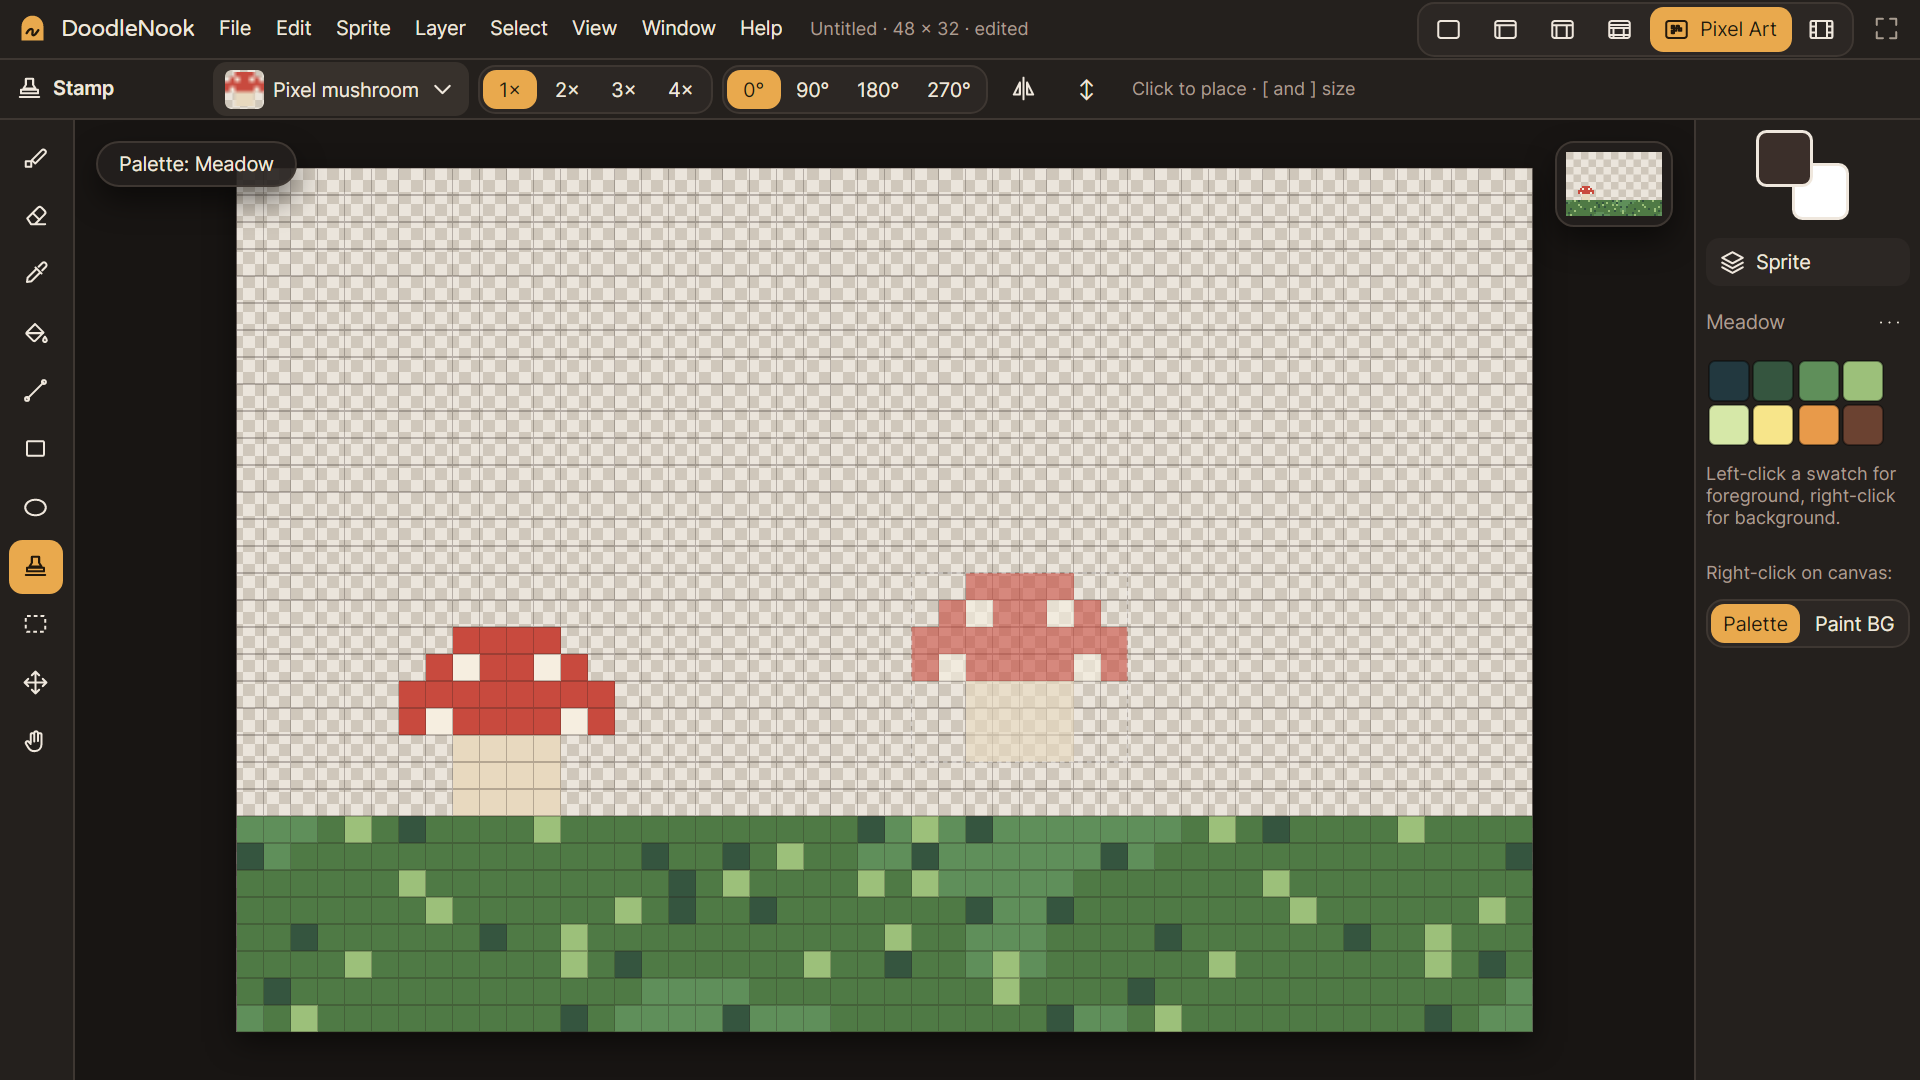 DoodleNook File Edit Sprite Layer Select View Window Help Untitled · 48 × 32 · edited Pixel Art
Stamp Pixel mushroom 1× 2× 3× 4× 0° 90° 180° 270° Click to place · [ and ] size
Palette: Meadow
Sprite
Meadow ···
Left-click a swatch for
foreground, right-click
for background.
Right-click on canvas:
Palette Paint BG